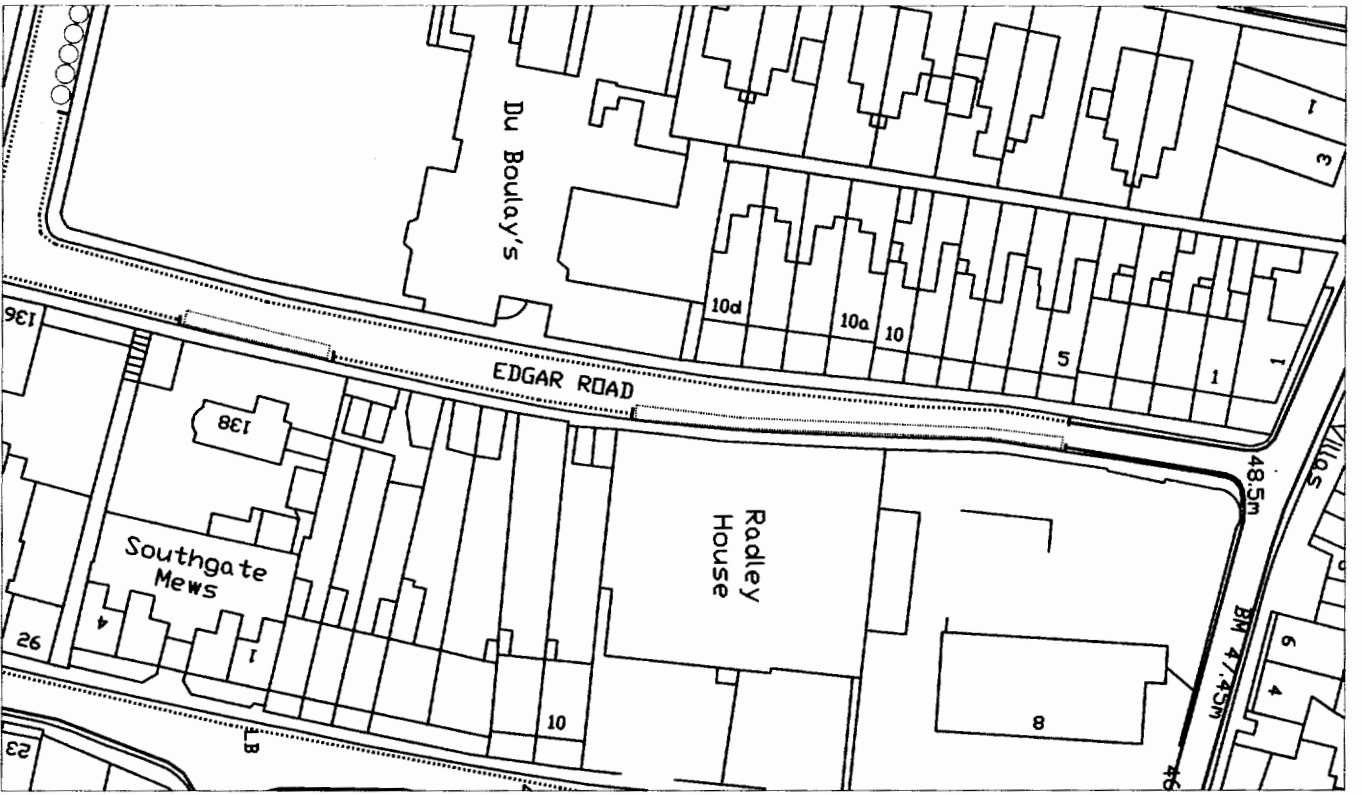 Du Boulay's
1
3
10d
10a
10
5
1
1
136
EDGAR ROAD
138
Villas
48.5m
Radley
House
Southgate
Mews
BM 47.45m
6
4
26
4
1
10
8
LB
23
46